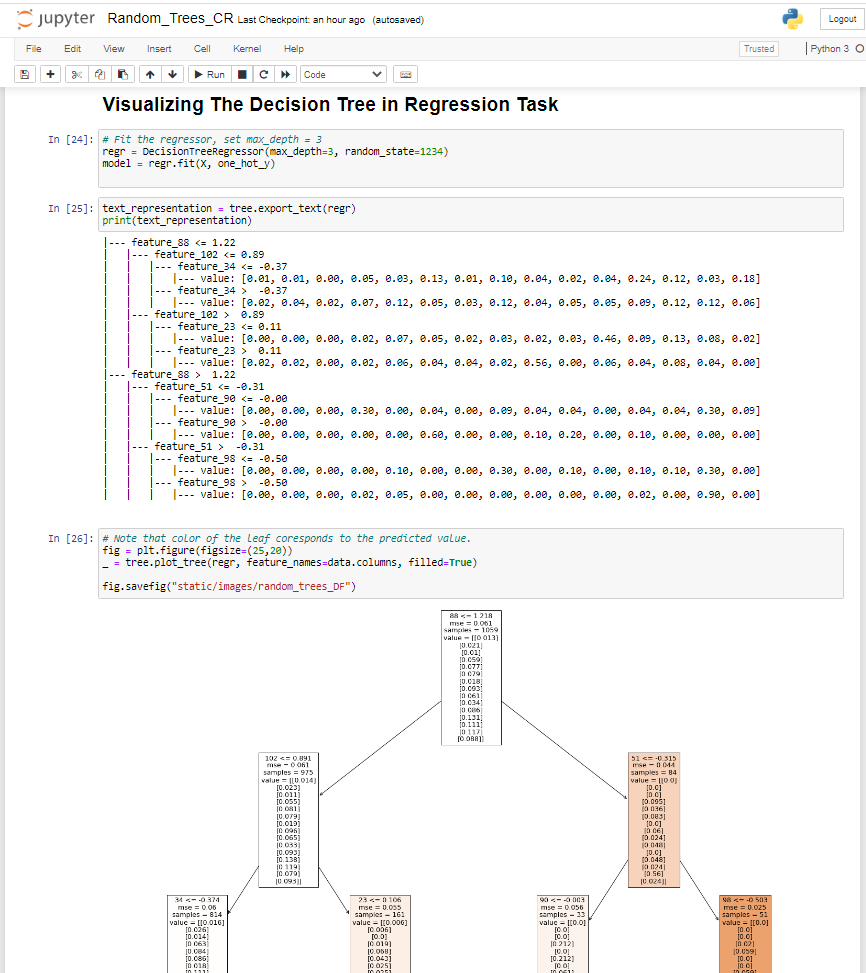 jupyter Random_Trees_CR Last Checkpoint: an hour ago (autosaved)
Logout
File Edit View Insert Cell Kernel Help
Trusted
Python 3
Run
Code
Visualizing The Decision Tree in Regression Task
In [24]:
# Fit the regressor, set max_depth = 3
regr = DecisionTreeRegressor(max_depth=3, random_state=1234)
model = regr.fit(X, one_hot_y)
In [25]:
text_representation = tree.export_text(regr)
print(text_representation)
|--- feature_88 <= 1.22
|   |--- feature_102 <= 0.89
|   |   |--- feature_34 <= -0.37
|   |   |   |--- value: [0.01, 0.01, 0.00, 0.05, 0.03, 0.13, 0.01, 0.10, 0.04, 0.02, 0.04, 0.24, 0.12, 0.03, 0.18]
|   |   |--- feature_34 >  -0.37
|   |   |   |--- value: [0.02, 0.04, 0.02, 0.07, 0.12, 0.05, 0.03, 0.12, 0.04, 0.05, 0.05, 0.09, 0.12, 0.12, 0.06]
|   |--- feature_102 >  0.89
|   |   |--- feature_23 <= 0.11
|   |   |   |--- value: [0.00, 0.00, 0.00, 0.02, 0.07, 0.05, 0.02, 0.03, 0.02, 0.03, 0.46, 0.09, 0.13, 0.08, 0.02]
|   |   |--- feature_23 >  0.11
|   |   |   |--- value: [0.02, 0.02, 0.00, 0.02, 0.06, 0.04, 0.04, 0.02, 0.56, 0.00, 0.06, 0.04, 0.08, 0.04, 0.00]
|--- feature_88 >  1.22
|   |--- feature_51 <= -0.31
|   |   |--- feature_90 <= -0.00
|   |   |   |--- value: [0.00, 0.00, 0.00, 0.30, 0.00, 0.04, 0.00, 0.09, 0.04, 0.04, 0.00, 0.04, 0.04, 0.30, 0.09]
|   |   |--- feature_90 >  -0.00
|   |   |   |--- value: [0.00, 0.00, 0.00, 0.00, 0.00, 0.60, 0.00, 0.00, 0.10, 0.20, 0.00, 0.10, 0.00, 0.00, 0.00]
|   |--- feature_51 >  -0.31
|   |   |--- feature_98 <= -0.50
|   |   |   |--- value: [0.00, 0.00, 0.00, 0.00, 0.10, 0.00, 0.00, 0.30, 0.00, 0.10, 0.00, 0.10, 0.10, 0.30, 0.00]
|   |   |--- feature_98 >  -0.50
|   |   |   |--- value: [0.00, 0.00, 0.00, 0.02, 0.05, 0.00, 0.00, 0.00, 0.00, 0.00, 0.00, 0.02, 0.00, 0.90, 0.00]
In [26]:
# Note that color of the leaf coresponds to the predicted value.
fig = plt.figure(figsize=(25,20))
_ = tree.plot_tree(regr, feature_names=data.columns, filled=True)
fig.savefig("static/images/random_trees_DF")
88 <= 1.218
mse = 0.061
samples = 1059
value = [[0.013]
[0.021]
[0.01]
[0.059]
[0.077]
[0.079]
[0.018]
[0.093]
[0.061]
[0.034]
[0.086]
[0.131]
[0.111]
[0.117]
[0.088]]
102 <= 0.891
mse = 0.061
samples = 975
value = [[0.014]
[0.023]
[0.011]
[0.055]
[0.081]
[0.079]
[0.019]
[0.096]
[0.065]
[0.033]
[0.093]
[0.138]
[0.119]
[0.079]
[0.093]]
51 <= -0.315
mse = 0.044
samples = 84
value = [[0.0]
[0.0]
[0.0]
[0.095]
[0.036]
[0.083]
[0.0]
[0.06]
[0.024]
[0.048]
[0.0]
[0.048]
[0.024]
[0.56]
[0.024]]
34 <= -0.374
mse = 0.06
samples = 814
value = [[0.016]
[0.026]
[0.014]
[0.063]
[0.084]
[0.086]
[0.018]
23 <= 0.106
mse = 0.055
samples = 161
value = [[0.006]
[0.006]
[0.0]
[0.019]
[0.068]
[0.043]
[0.025]
90 <= -0.003
mse = 0.056
samples = 33
value = [[0.0]
[0.0]
[0.0]
[0.212]
[0.0]
[0.212]
[0.0]
98 <= -0.503
mse = 0.025
samples = 51
value = [[0.0]
[0.0]
[0.0]
[0.02]
[0.059]
[0.0]
[0.0]